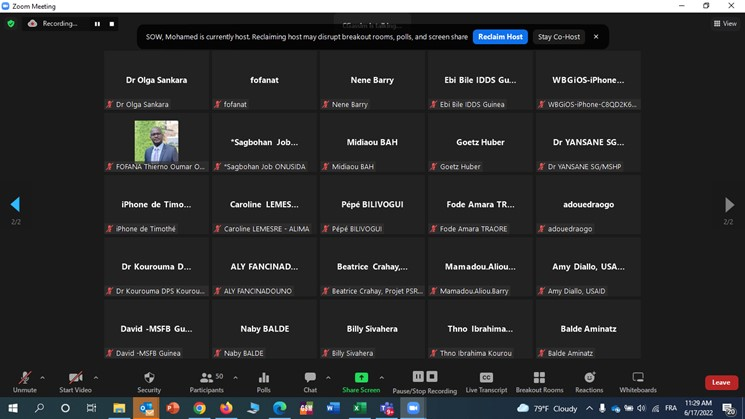 Zoom Meeting
Recording...
View
SOW, Mohamed is currently host. Reclaiming host may disrupt breakout rooms, polls, and screen share
Reclaim Host
Stay Co-Host
Dr Olga Sankara
fofanat
Nene Barry
Ebi Bile IDDS Gu...
WBGiOS-iPhone...
Dr Olga Sankara
fofanat
Nene Barry
Ebi Bile IDDS Guinea
WBGiOS-iPhone-C8QD2K6...
*Sagbohan Job...
Midiaou BAH
Goetz Huber
Dr YANSANE SG...
FOFANA Thierno Oumar O...
*Sagbohan Job ONUSIDA
Midiaou BAH
Goetz Huber
Dr YANSANE SG/MSHP
iPhone de Timo...
Caroline LEMES...
Pépé BILIVOGUI
Fode Amara TR...
adouedraogo
2/2
2/2
iPhone de Timothé
Caroline LEMESRE - ALIMA
Pépé BILIVOGUI
Fode Amara TRAORE
adouedraogo
Dr Kourouma D...
ALY FANCINAD...
Beatrice Crahay,...
Mamadou.Aliou...
Amy Diallo, USA...
Dr Kourouma DPS Kourou...
ALY FANCINADOUNO
Beatrice Crahay, Projet PSR...
Mamadou.Aliou.Barry
Amy Diallo, USAID
David -MSFB Gu...
Naby BALDE
Billy Sivahera
Thno Ibrahima...
Balde Aminatz
David -MSFB Guinea
Naby BALDE
Billy Sivahera
Thno Ibrahima Kourou
Balde Aminatz
Unmute
Start Video
Security
Participants
50
Polls
Chat
Share Screen
Pause/Stop Recording
CC
Live Transcript
Breakout Rooms
Reactions
Whiteboards
Leave
79°F Cloudy
FRA
11:29 AM
6/17/2022
20